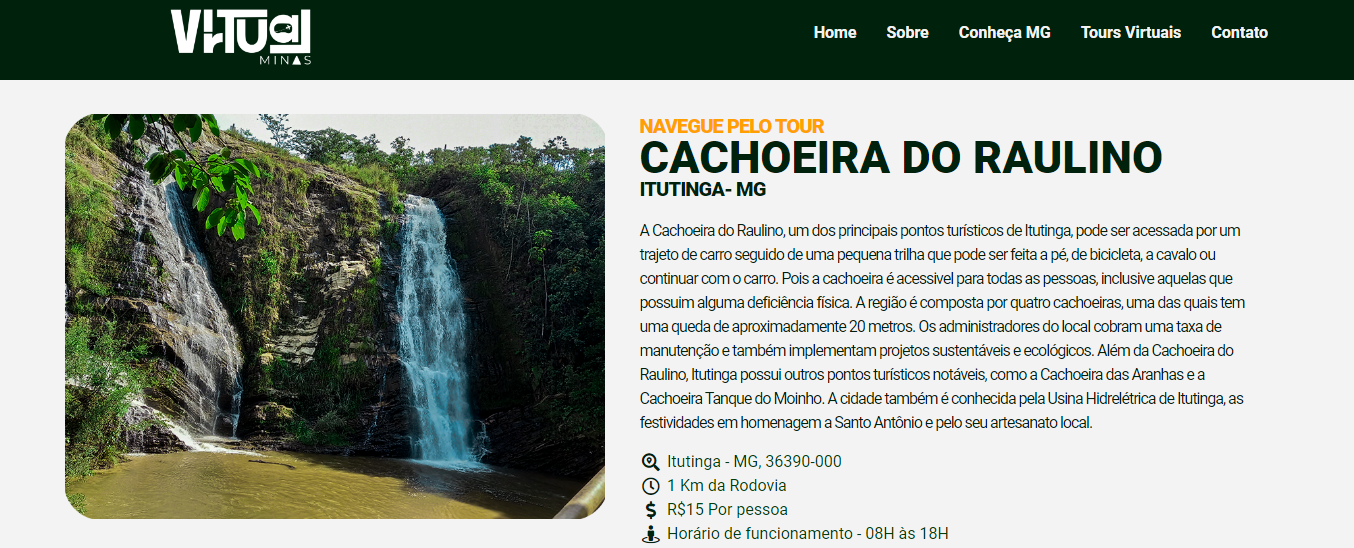 VIrTUal
MINAS
Home Sobre Conheça MG Tours Virtuais Contato
NAVEGUE PELO TOUR
CACHOEIRA DO RAULINO
ITUTINGA- MG
A Cachoeira do Raulino, um dos principais pontos turísticos de Itutinga, pode ser acessada por um
trajeto de carro seguido de uma pequena trilha que pode ser feita a pé, de bicicleta, a cavalo ou
continuar com o carro. Pois a cachoeira é acessivel para todas as pessoas, inclusive aquelas que
possuim alguma deficiência física. A região é composta por quatro cachoeiras, uma das quais tem
uma queda de aproximadamente 20 metros. Os administradores do local cobram uma taxa de
manutenção e também implementam projetos sustentáveis e ecológicos. Além da Cachoeira do
Raulino, Itutinga possui outros pontos turísticos notáveis, como a Cachoeira das Aranhas e a
Cachoeira Tanque do Moinho. A cidade também é conhecida pela Usina Hidrelétrica de Itutinga, as
festividades em homenagem a Santo Antônio e pelo seu artesanato local.
Itutinga - MG, 36390-000
1 Km da Rodovia
R$15 Por pessoa
Horário de funcionamento - 08H às 18H